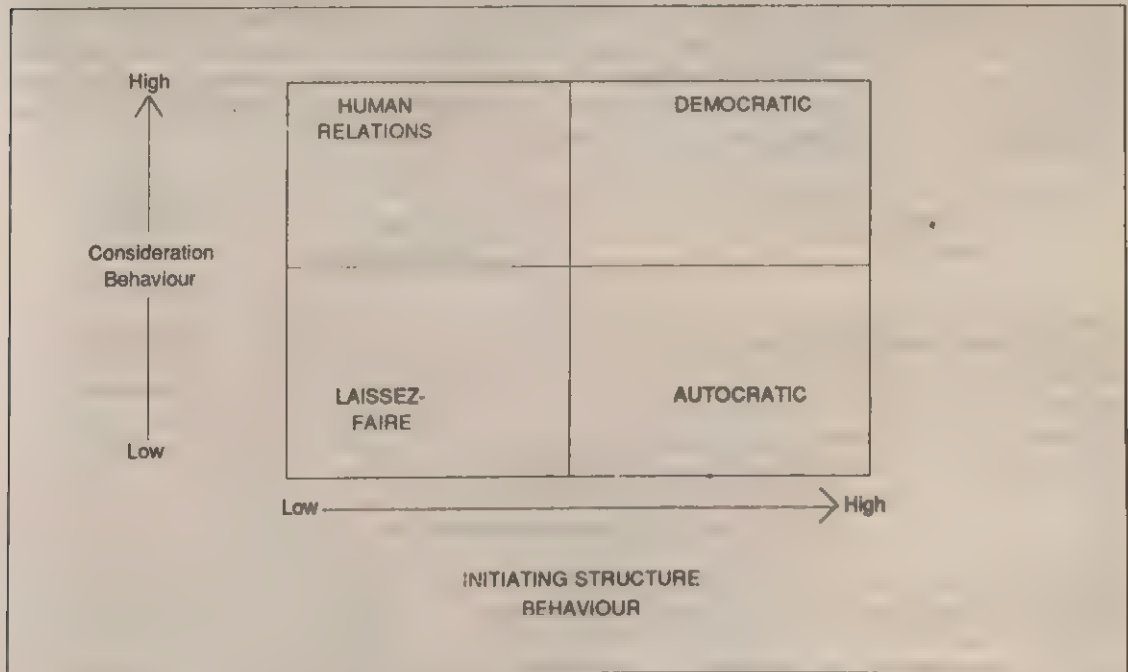 High
HUMAN
RELATIONS
DEMOCRATIC
Consideration
Behaviour
LAISSEZ-
FAIRE
AUTOCRATIC
Low
Low
High
INITIATING STRUCTURE
BEHAVIOUR